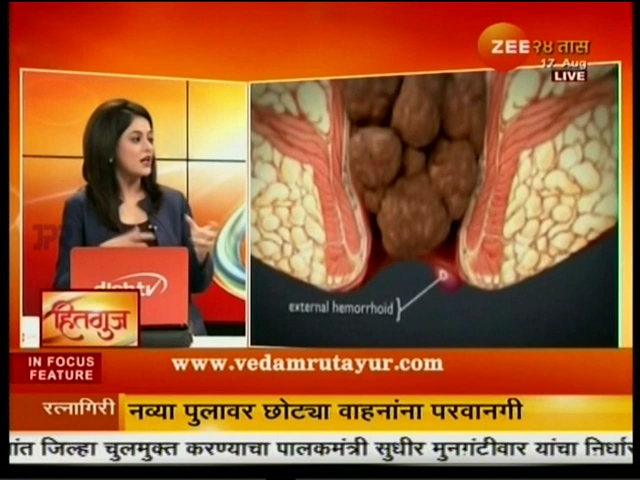 ZEE २४ तास
17 Aug
LIVE
dishtv
हितगुज
external hemorrhoid
IN FOCUS
FEATURE
www.vedamrutayur.com
रत्नागिरी
नव्या पुलावर छोट्या वाहनांना परवानगी
जिल्हा चुलमुक्त करण्याचा पालकमंत्री सुधीर मुनगंटीवार यांचा निर्धार